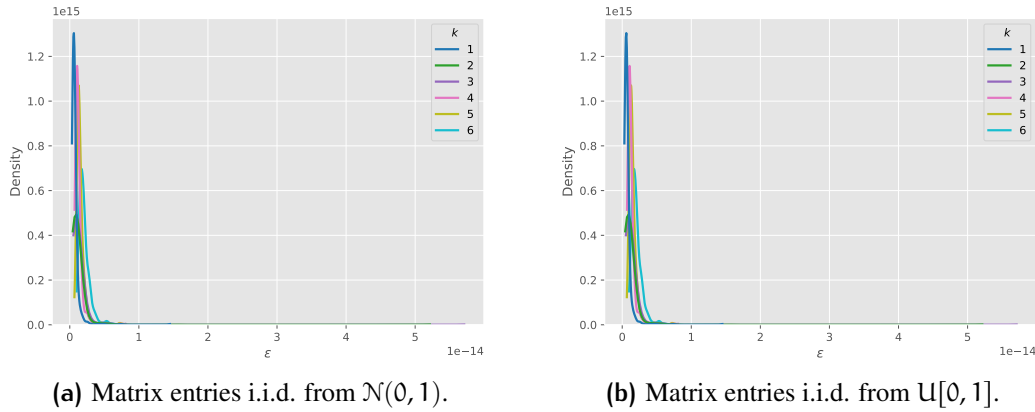 1e15
k
1
2
3
4
5
6
1.2
1.0
0.8
0.6
0.4
0.2
0.0
Density
0 1 2 3 4 5
ε
1e−14
(a) Matrix entries i.i.d. from N(0, 1).
1e15
k
1
2
3
4
5
6
1.2
1.0
0.8
0.6
0.4
0.2
0.0
Density
0 1 2 3 4 5
ε
1e−14
(b) Matrix entries i.i.d. from U[0, 1].